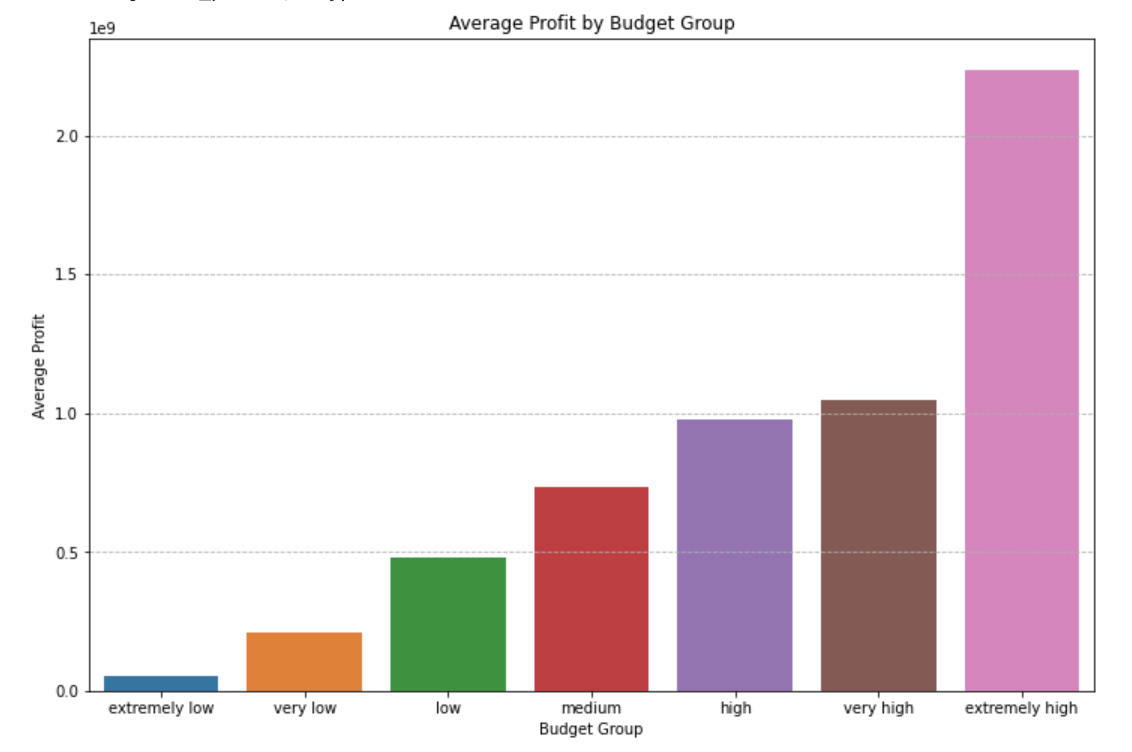 Average Profit by Budget Group
1e9
2.0
1.5
1.0
0.5
0.0
Average Profit
extremely low very low low medium high very high extremely high
Budget Group